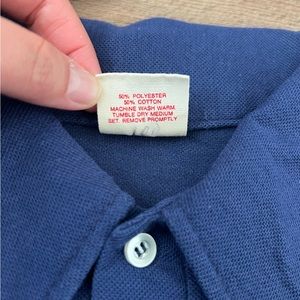 50% POLYESTER
50% COTTON
MACHINE WASH WARM
TUMBLE DRY MEDIUM
SET. REMOVE PROMPTLY